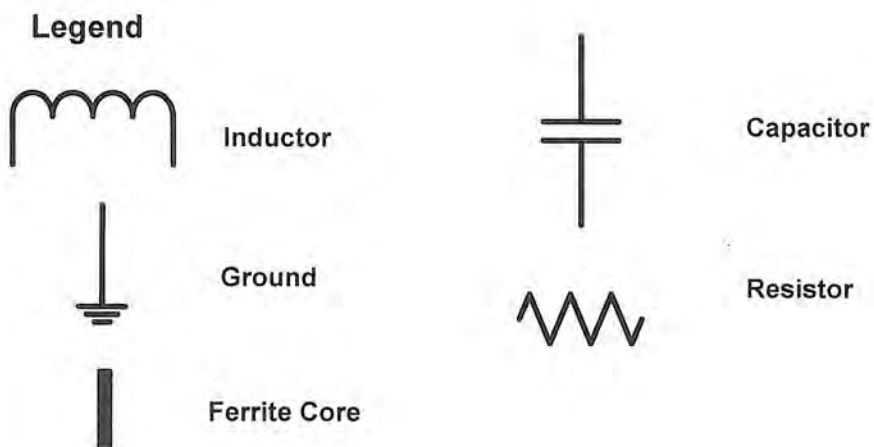 Legend
Inductor
Capacitor
Ground
Resistor
Ferrite Core